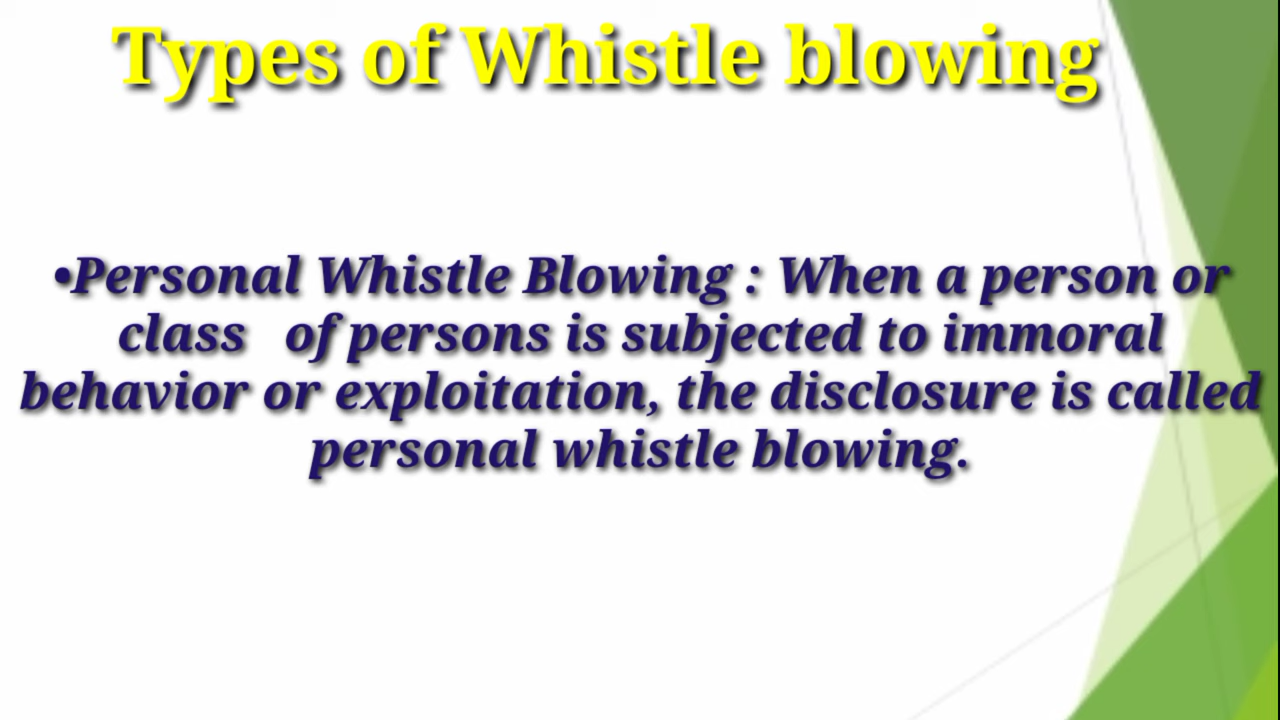 Types of Whistle blowing
•Personal Whistle Blowing : When a person or
class   of persons is subjected to immoral
behavior or exploitation, the disclosure is called
personal whistle blowing.